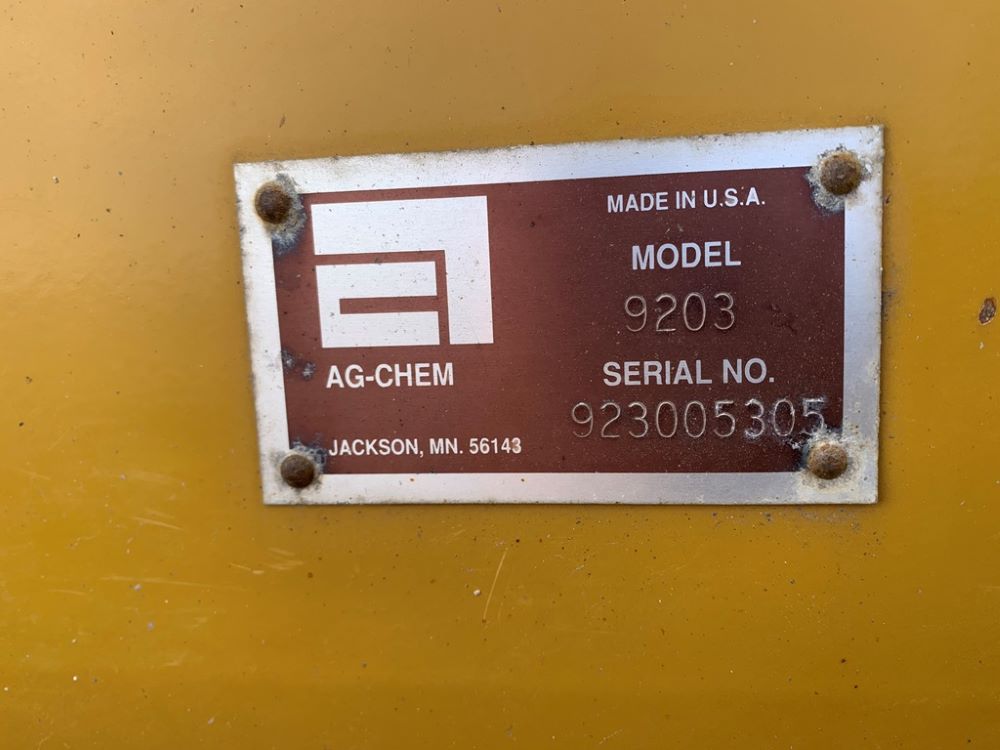 AG-CHEM
JACKSON, MN. 56143
MADE IN U.S.A.
MODEL
9203
SERIAL NO.
923005305